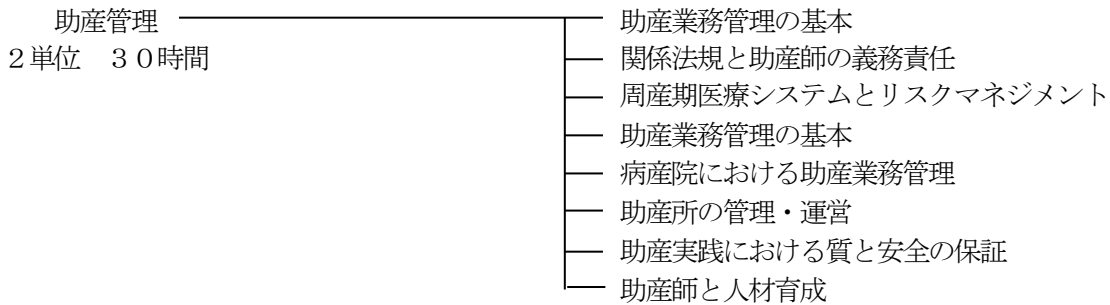 助産管理
２単位　３０時間
助産業務管理の基本
関係法規と助産師の義務責任
周産期医療システムとリスクマネジメント
助産業務管理の基本
病産院における助産業務管理
助産所の管理・運営
助産実践における質と安全の保証
助産師と人材育成